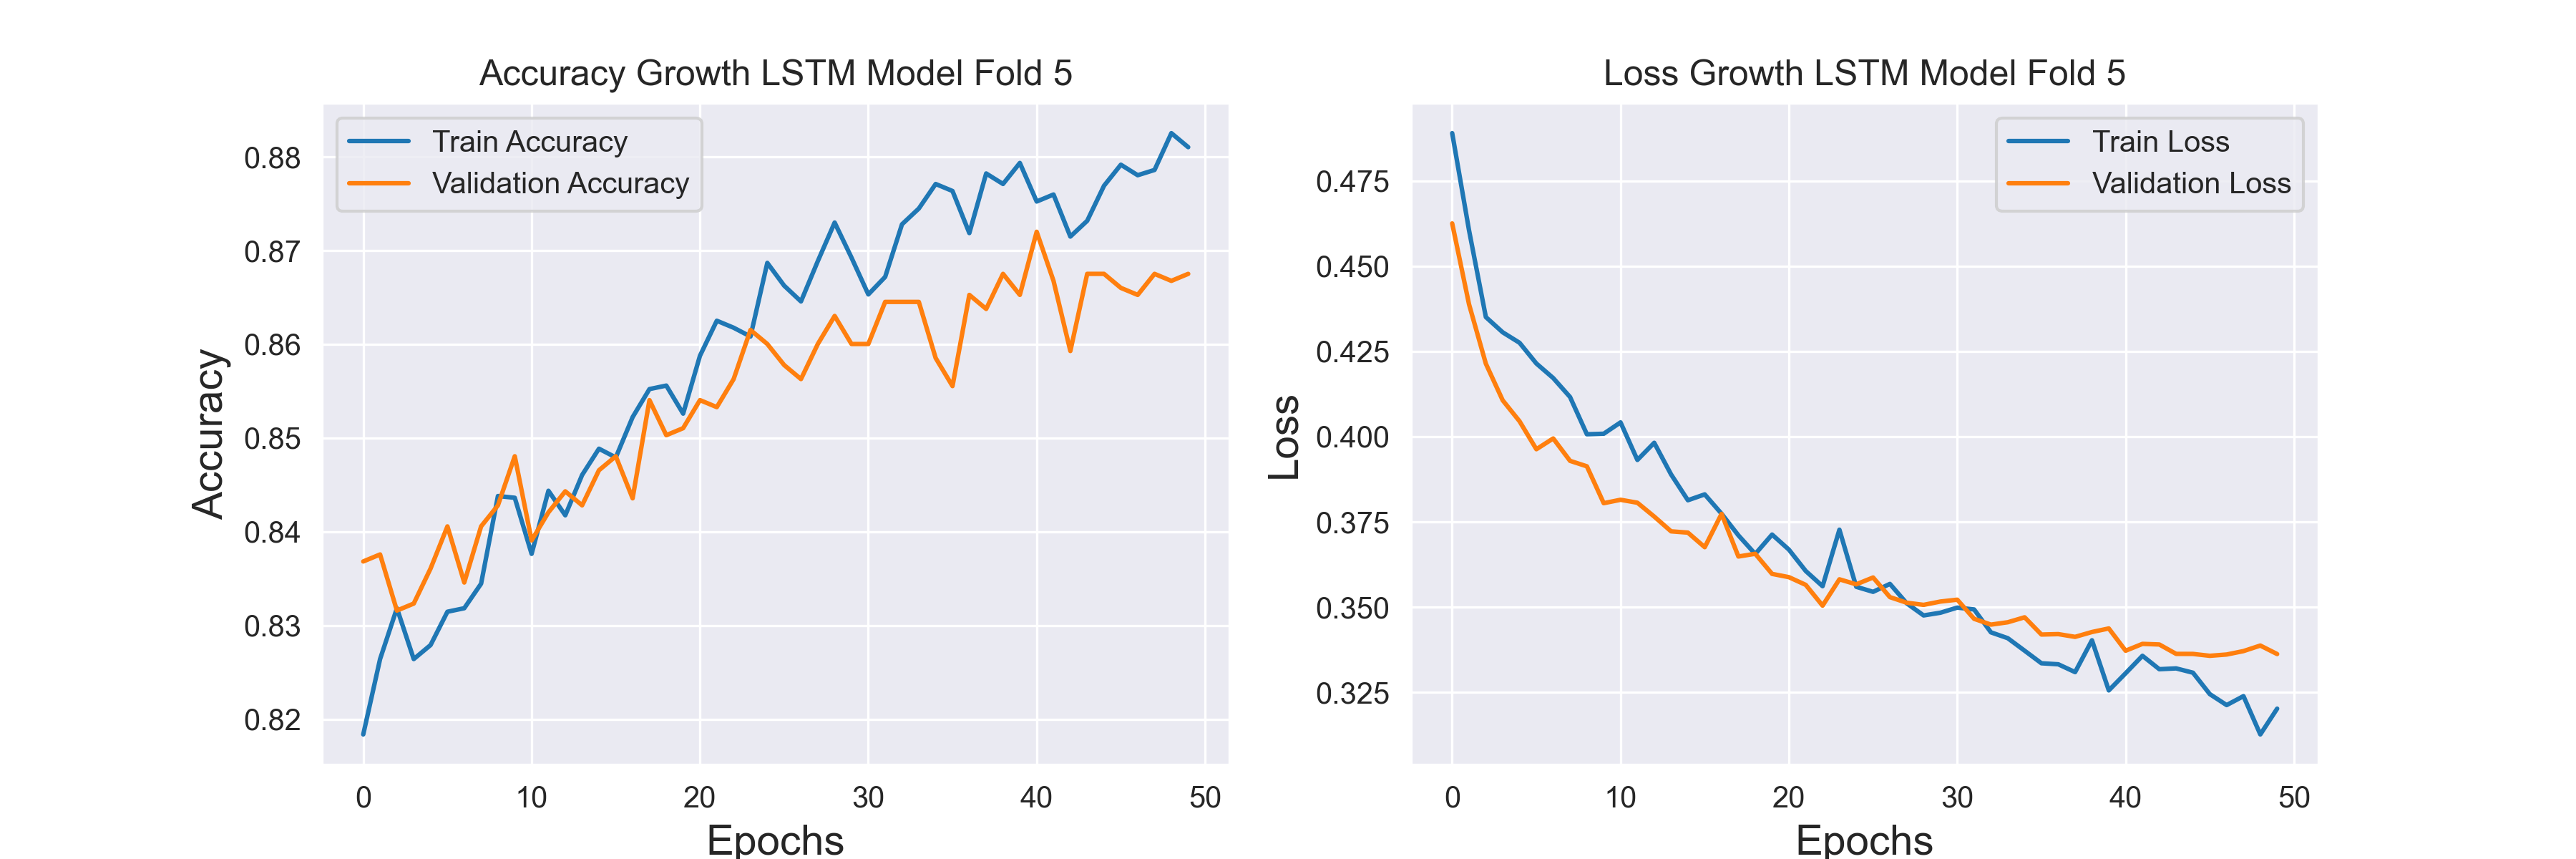 Accuracy Growth LSTM Model Fold 5
Train Accuracy
Validation Accuracy
0.88
0.87
0.86
0.85
0.84
0.83
0.82
Accuracy
0 10 20 30 40 50
Epochs
Loss Growth LSTM Model Fold 5
Train Loss
Validation Loss
0.475
0.450
0.425
0.400
0.375
0.350
0.325
Loss
0 10 20 30 40 50
Epochs